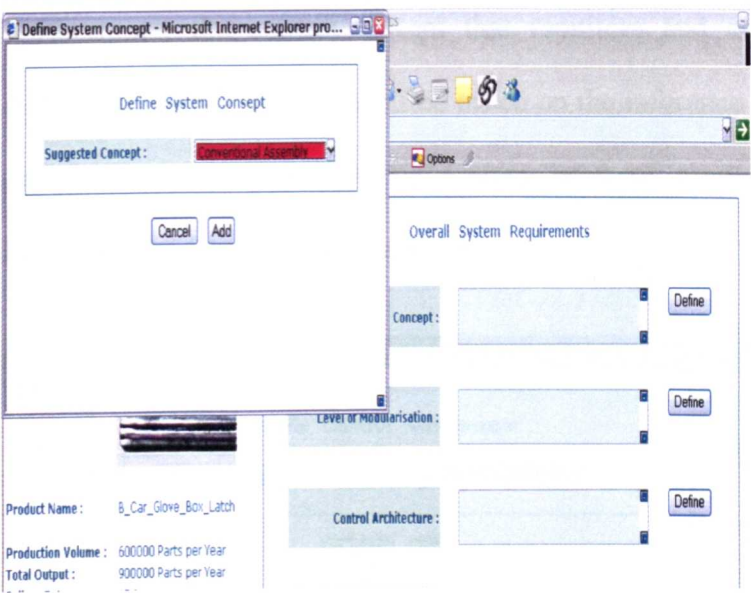 Define System Concept - Microsoft Internet Explorer pro...
Define System Consept
Suggested Concept :
Conventional Assembly
Cancel
Add
Options
Overall System Requirements
Concept :
Define
Level of Modularisation :
Define
Control Architecture :
Define
Product Name : B_Car_Glove_Box_Latch
Production Volume : 600000 Parts per Year
Total Output : 900000 Parts per Year